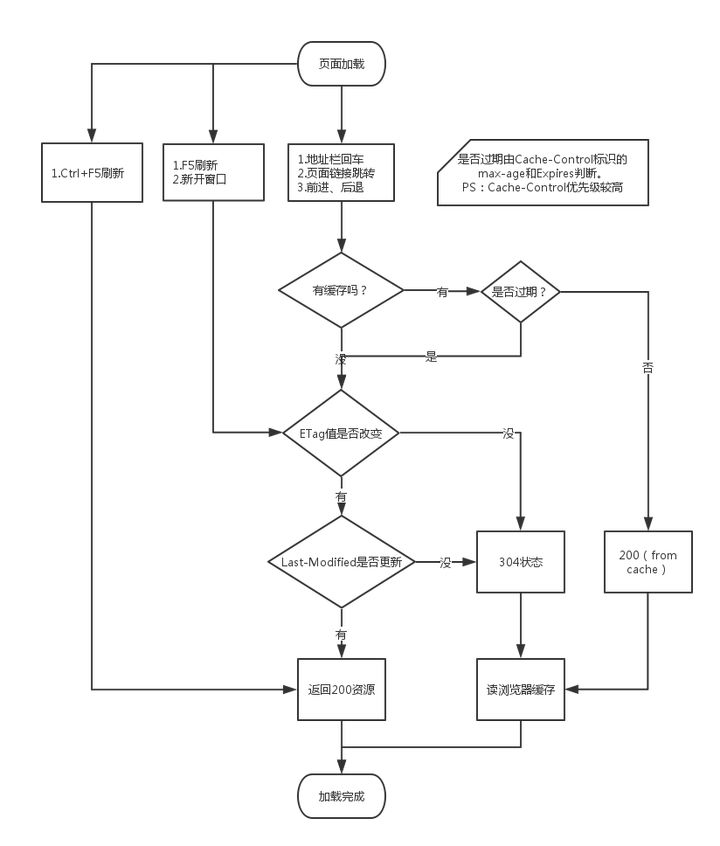 页面加载
1.Ctrl+F5刷新
1.F5刷新
2.新开窗口
1.地址栏回车
2.页面链接跳转
3.前进、后退
是否过期由Cache-Control标识的
max-age和Expires判断。
PS：Cache-Control优先级较高
有缓存吗？
有
是否过期？
没
是
否
ETag值是否改变
没
有
Last-Modified是否更新
没
304状态
200（from
cache）
有
返回200资源
读浏览器缓存
加载完成